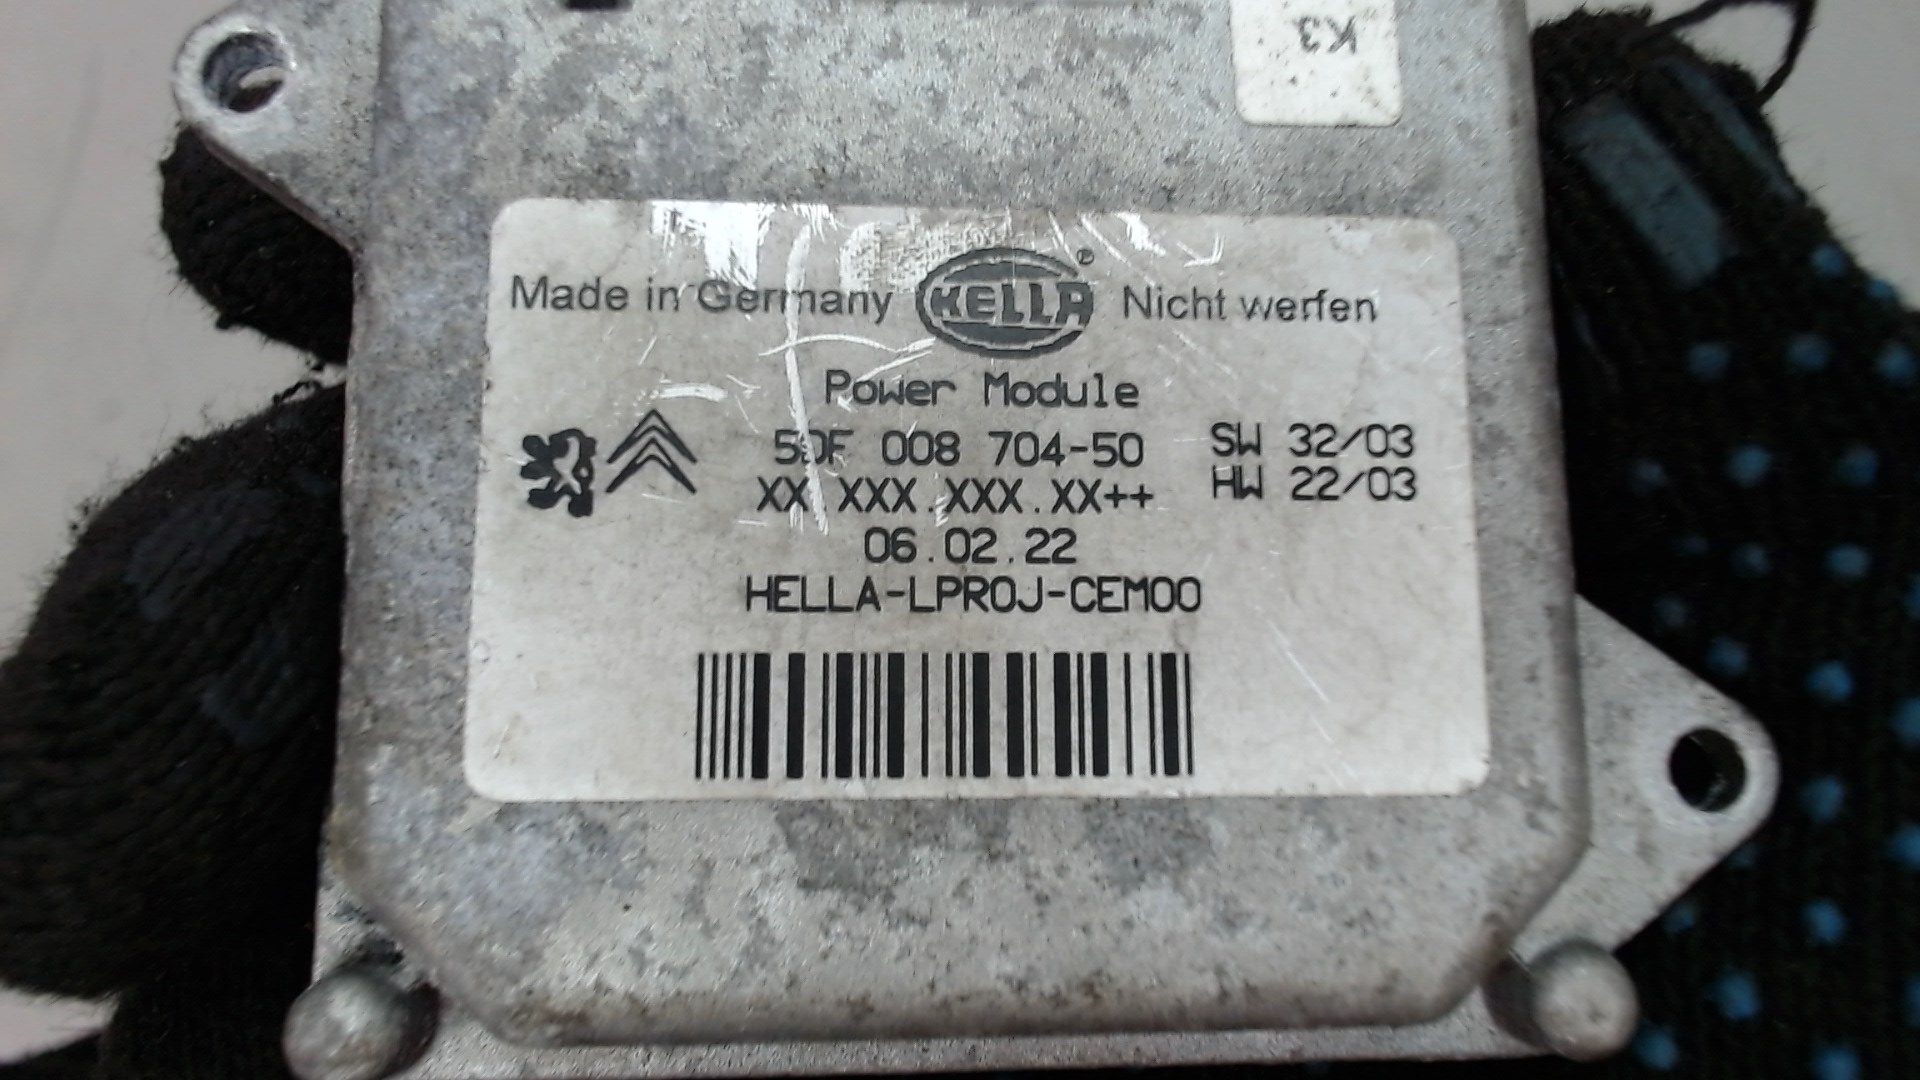 K3
Made in Germany HELLA® Nicht werfen
Power Module
5DF 008 704-50 SW 32/03
XX.XXX.XXX.XX++ HW 22/03
06.02.22
HELLA-LPROJ-CEM00